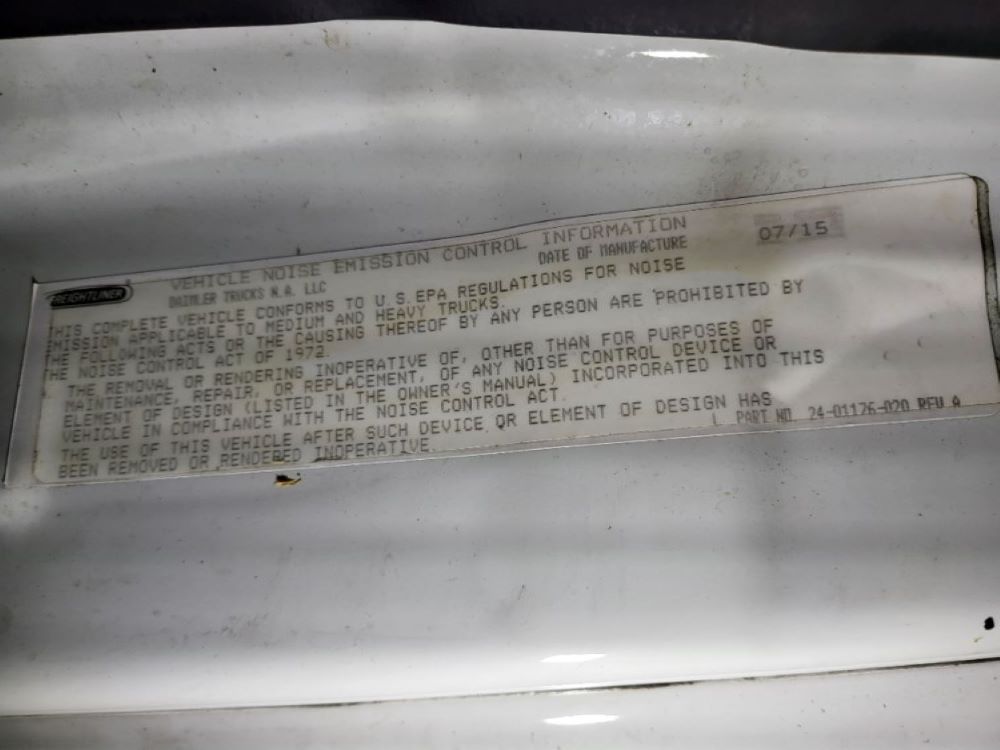 FREIGHTLINER
VEHICLE NOISE EMISSION CONTROL INFORMATION
DAIMLER TRUCKS N.A. LLC
DATE OF MANUFACTURE
07/15
THIS COMPLETE VEHICLE CONFORMS TO U.S. EPA REGULATIONS FOR NOISE
EMISSION APPLICABLE TO MEDIUM AND HEAVY TRUCKS.
THE FOLLOWING ACTS OR THE CAUSING THEREOF BY ANY PERSON ARE PROHIBITED BY
THE NOISE CONTROL ACT OF 1972.
THE REMOVAL OR RENDERING INOPERATIVE OF, OTHER THAN FOR PURPOSES OF
MAINTENANCE, REPAIR, OR REPLACEMENT, OF ANY NOISE CONTROL DEVICE OR
ELEMENT OF DESIGN (LISTED IN THE OWNER'S MANUAL) INCORPORATED INTO THIS
VEHICLE IN COMPLIANCE WITH THE NOISE CONTROL ACT.
THE USE OF THIS VEHICLE AFTER SUCH DEVICE OR ELEMENT OF DESIGN HAS
BEEN REMOVED OR RENDERED INOPERATIVE.
PART NO. 24-01176-020 REV A